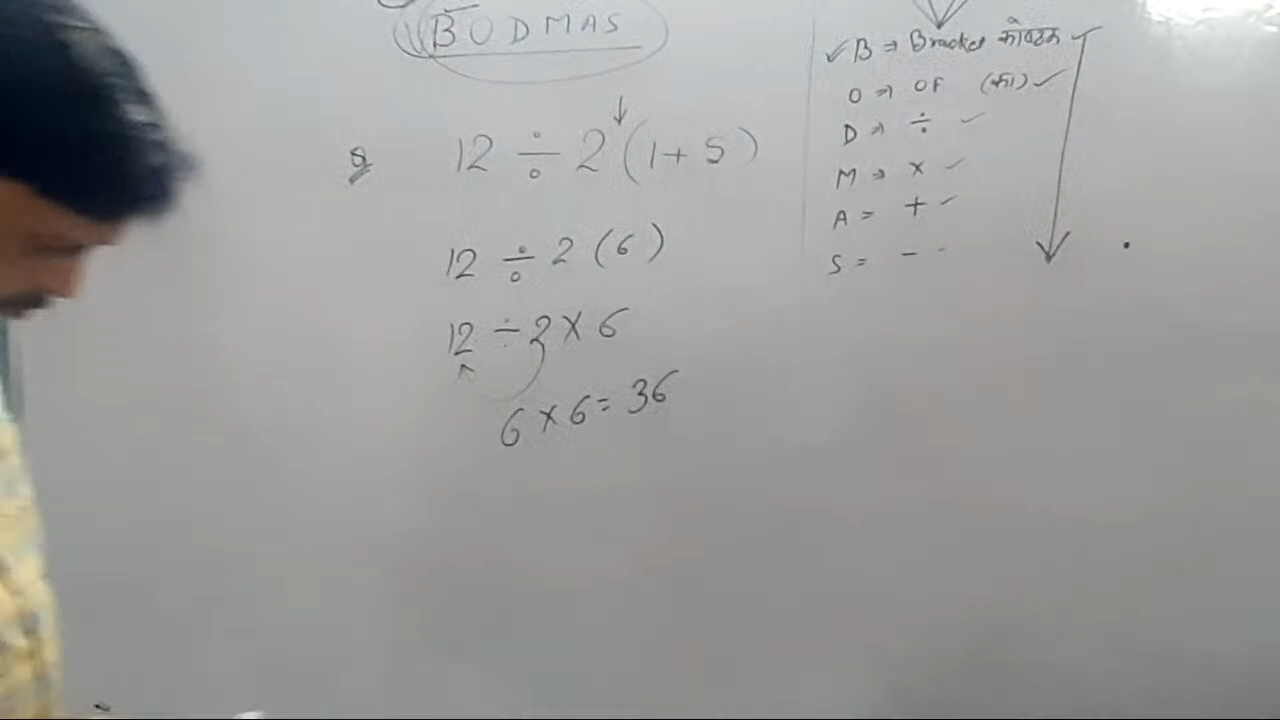 BODMAS
Q 12 ÷ 2 (1 + 5)
12 ÷ 2 (6)
12 ÷ 2 × 6
6 × 6 = 36
B ⇒ Bracket कोष्ठक
O ⇒ OF (का)
D ⇒ ÷
M ⇒ ×
A = +
S = -